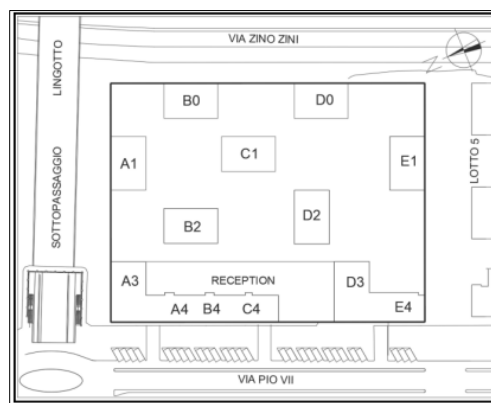 VIA ZINO ZINI
N
SOTTOPASSAGGIO LINGOTTO
B0
D0
A1
C1
E1
LOTTO 5
B2
D2
A3
RECEPTION
D3
A4
B4
C4
E4
VIA PIO VII